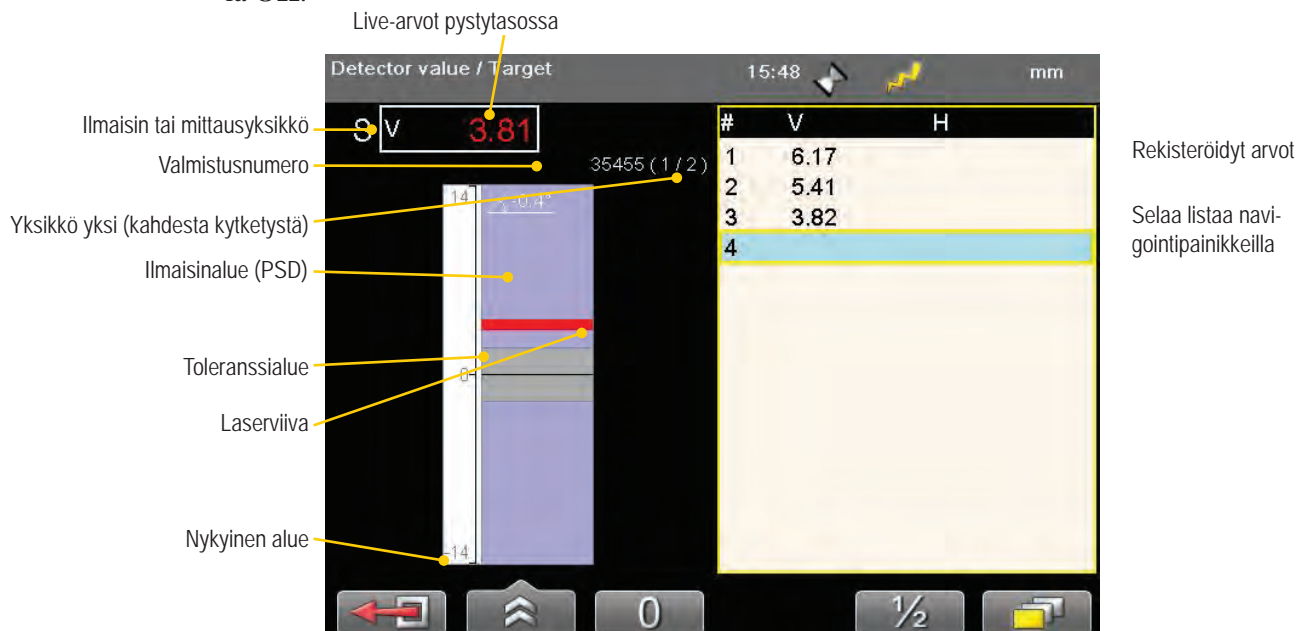 Live-arvot pystytasossa
Detector value / Target 15:48 mm
Ilmaisin tai mittausyksikkö
S V 3.81
Valmistusnumero
35455 ( 1 / 2 )
Yksikkö yksi (kahdesta kytketystä)
Ilmaisinalue (PSD)
14
-0.4°
Toleranssialue
0
Laserviiva
Nykyinen alue
-14
# V H
1 6.17
2 5.41
3 3.82
4
Rekisteröidyt arvot
Selaa listaa navi-
gointipainikkeilla
0 ½